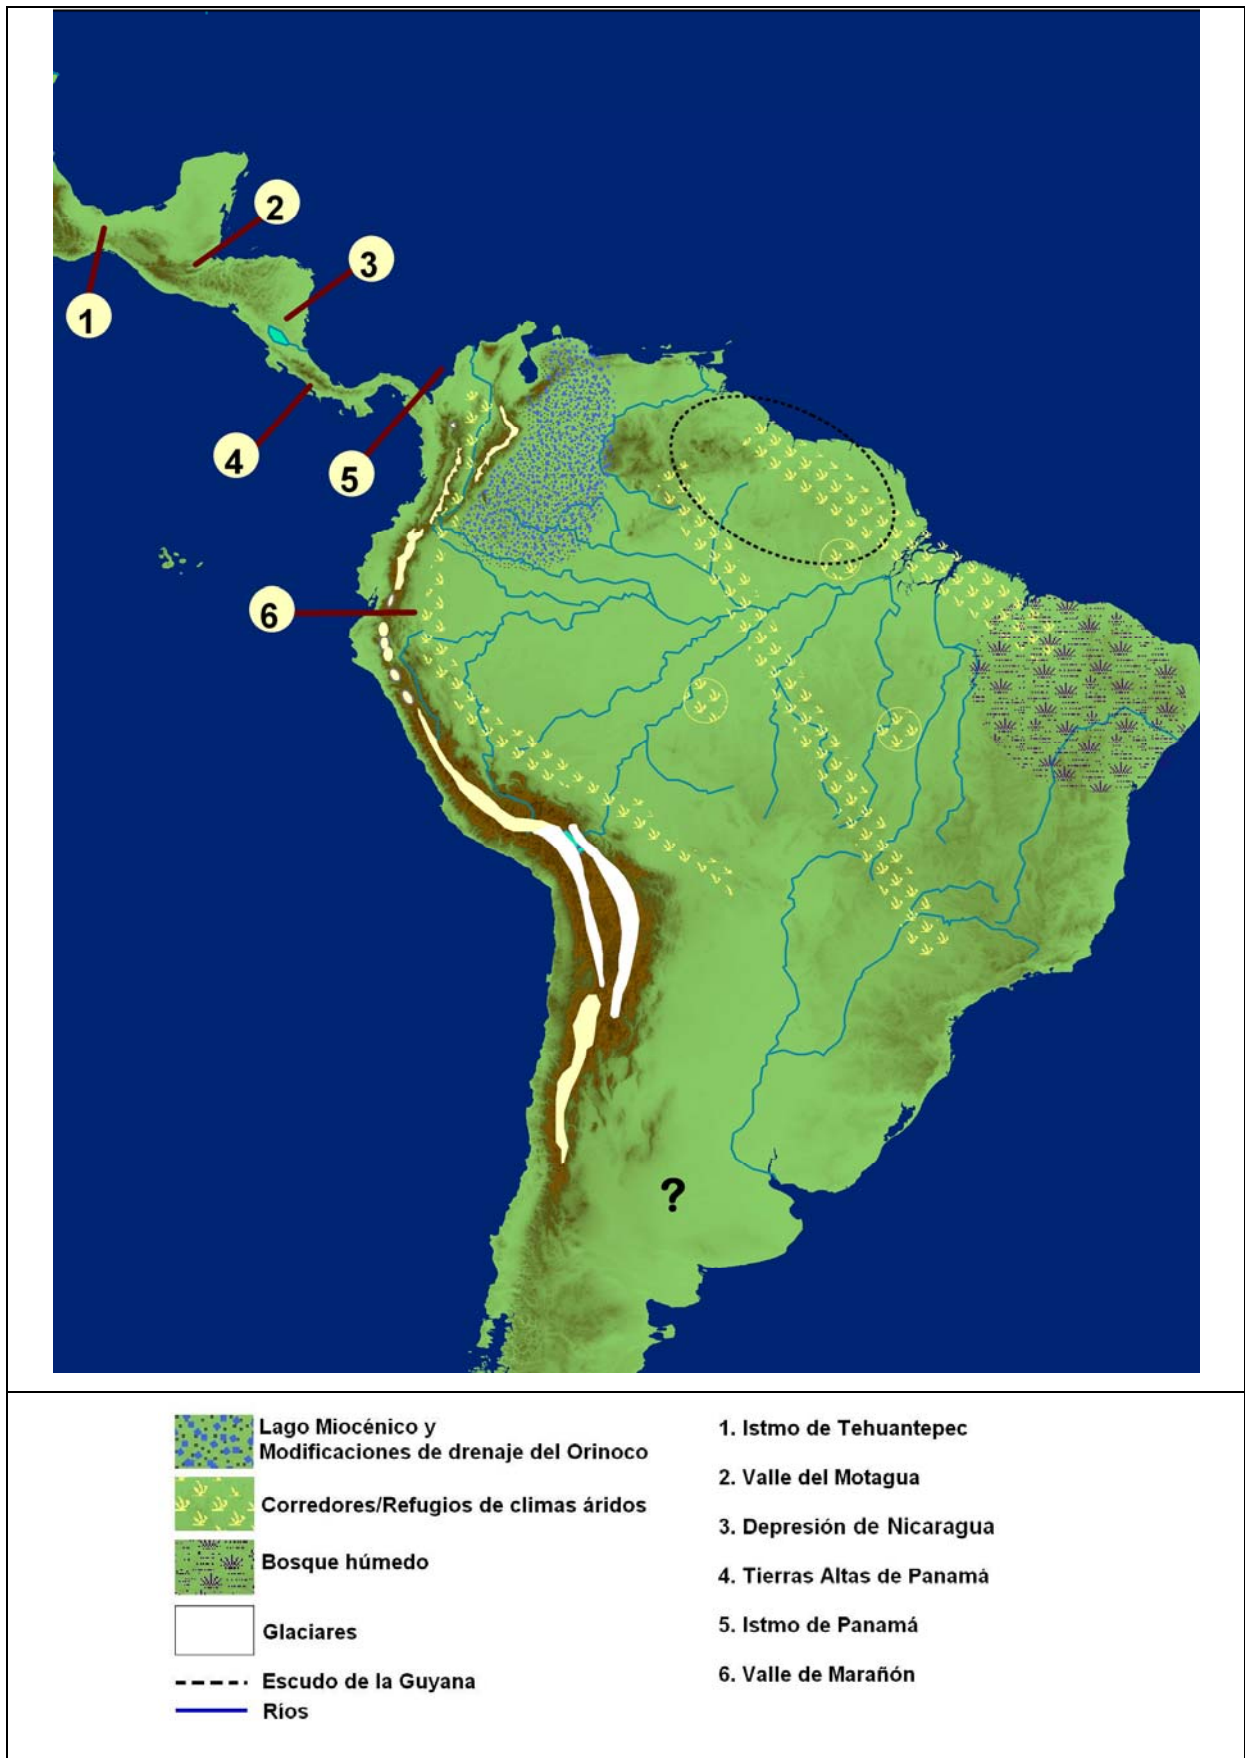 2
3
1
4
5
6
?
Lago Miocénico y
Modificaciones de drenaje del Orinoco
Corredores/Refugios de climas áridos
Bosque húmedo
Glaciares
Escudo de la Guyana
Ríos
1. Istmo de Tehuantepec
2. Valle del Motagua
3. Depresión de Nicaragua
4. Tierras Altas de Panamá
5. Istmo de Panamá
6. Valle de Marañón